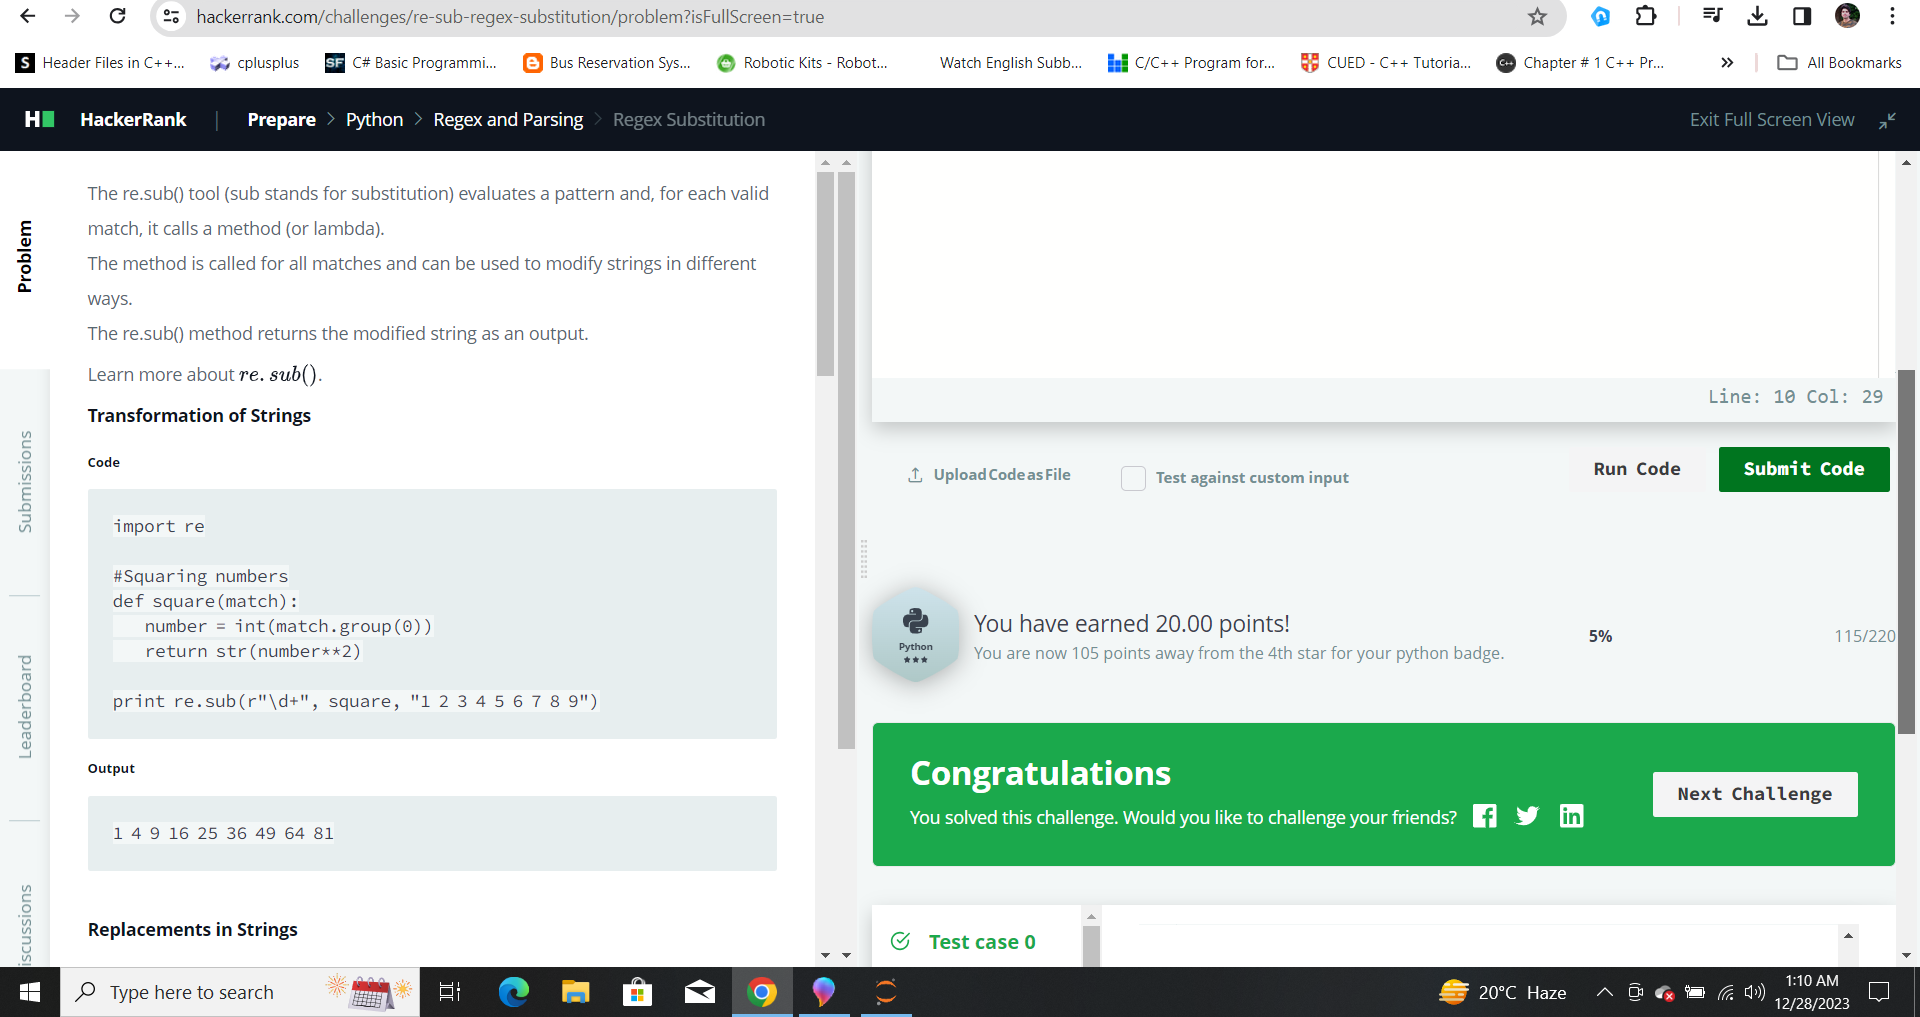 hackerrank.com/challenges/re-sub-regex-substitution/problem?isFullScreen=true
S Header Files in C++... cplusplus SF C# Basic Programmi... B Bus Reservation Sys... Robotic Kits - Robot... Watch English Subb... C/C++ Program for... CUED - C++ Tutoria... C++ Chapter # 1 C++ Pr... » All Bookmarks
H HackerRank | Prepare > Python > Regex and Parsing > Regex Substitution Exit Full Screen View
Problem
Submissions
Leaderboard
iscussions
The re.sub() tool (sub stands for substitution) evaluates a pattern and, for each valid
match, it calls a method (or lambda).
The method is called for all matches and can be used to modify strings in different
ways.
The re.sub() method returns the modified string as an output.
Learn more about re.sub().
Transformation of Strings
Code
import re
#Squaring numbers
def square(match):
    number = int(match.group(0))
    return str(number**2)
print re.sub(r"\d+", square, "1 2 3 4 5 6 7 8 9")
Output
1 4 9 16 25 36 49 64 81
Replacements in Strings
Line: 10 Col: 29
Upload Code as File Test against custom input Run Code Submit Code
Python
★★★
You have earned 20.00 points!
You are now 105 points away from the 4th star for your python badge.
5% 115/220
Congratulations
You solved this challenge. Would you like to challenge your friends?
Next Challenge
Test case 0
Type here to search
20°C Haze
1:10 AM
12/28/2023